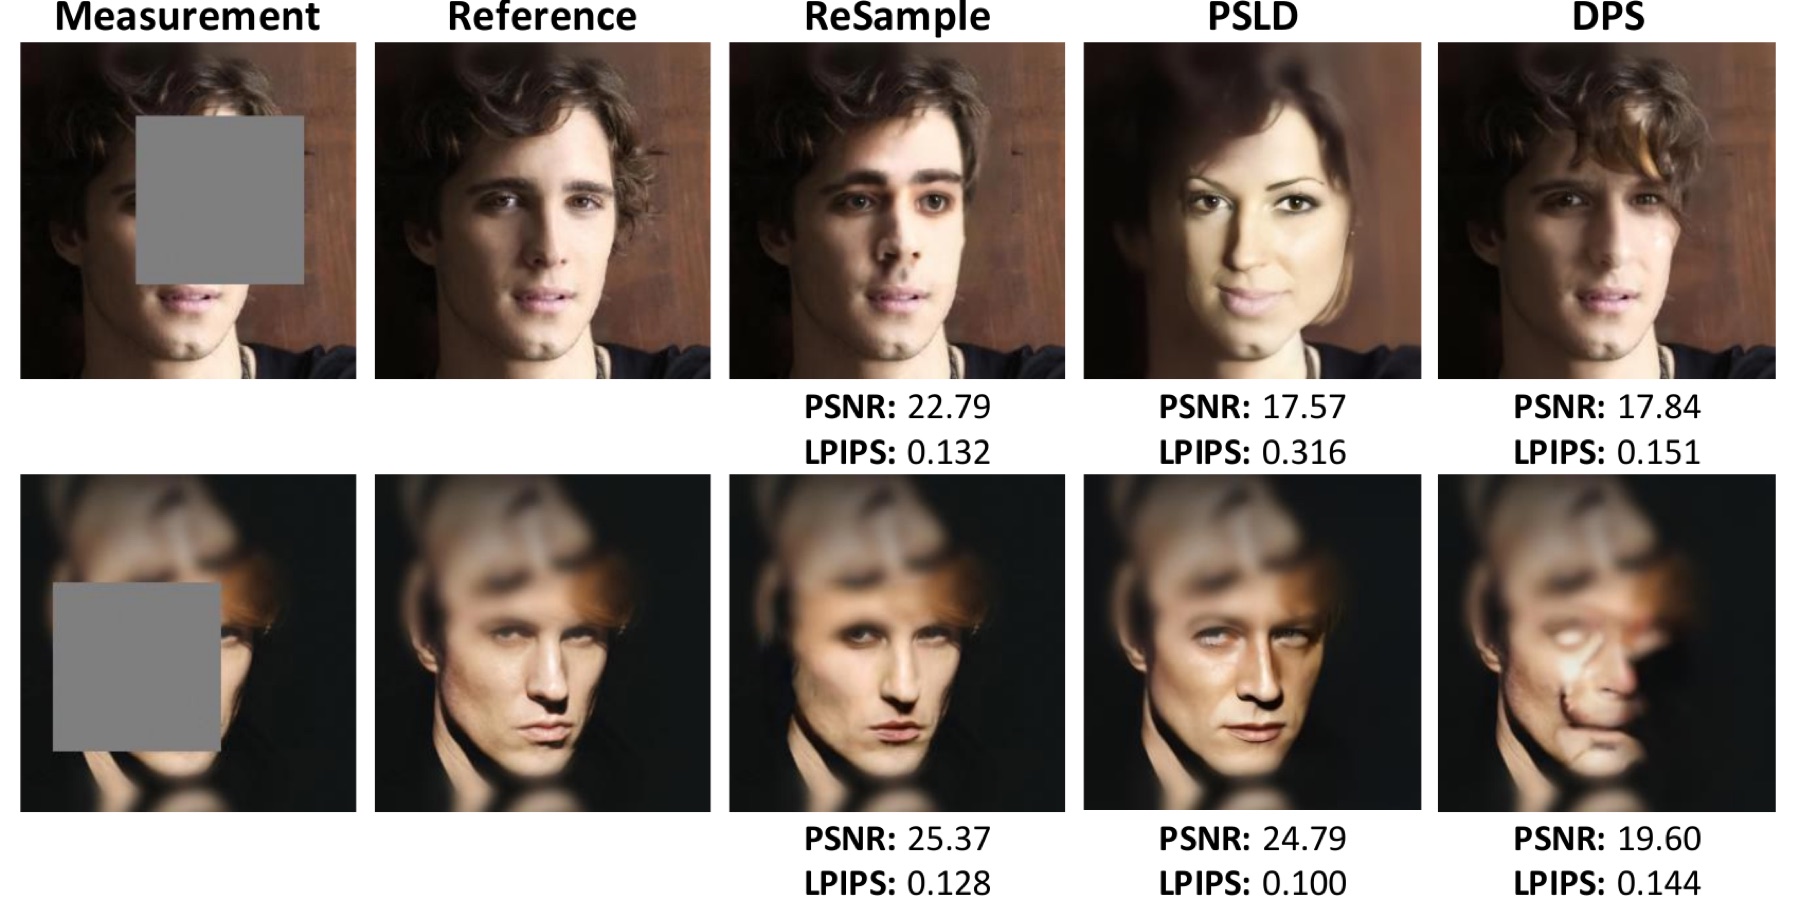 Measurement Reference ReSample PSLD DPS
PSNR: 22.79 PSNR: 17.57 PSNR: 17.84
LPIPS: 0.132 LPIPS: 0.316 LPIPS: 0.151
PSNR: 25.37 PSNR: 24.79 PSNR: 19.60
LPIPS: 0.128 LPIPS: 0.100 LPIPS: 0.144